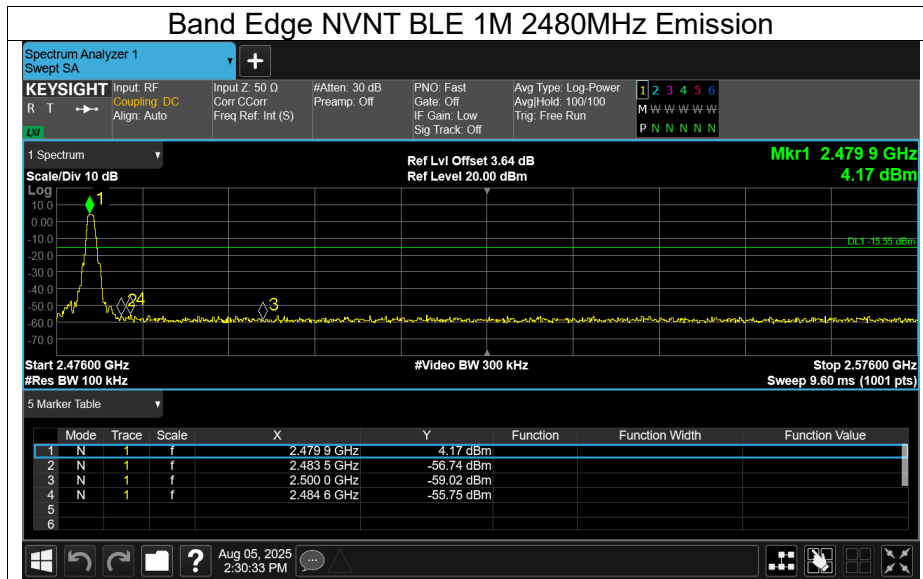 Band Edge NVNT BLE 1M 2480MHz Emission
Spectrum Analyzer 1
Swept SA
+
KEYSIGHT
R T
LXI
Input: RF
Coupling: DC
Align: Auto
Input Z: 50 Ω
Corr CCorr
Freq Ref: Int (S)
#Atten: 30 dB
Preamp: Off
PNO: Fast
Gate: Off
IF Gain: Low
Sig Track: Off
Avg Type: Log-Power
Avg|Hold: 100/100
Trig: Free Run
1 2 3 4 5 6
M W W W W W
P N N N N N
1 Spectrum
Scale/Div 10 dB
Ref Lvl Offset 3.64 dB
Ref Level 20.00 dBm
Mkr1 2.479 9 GHz
4.17 dBm
Log
10.0
0.00
-10.0
-20.0
-30.0
-40.0
-50.0
-60.0
-70.0
1
DL1 -15.55 dBm
2 4
3
Start 2.47600 GHz
#Res BW 100 kHz
#Video BW 300 kHz
Stop 2.57600 GHz
Sweep 9.60 ms (1001 pts)
5 Marker Table
Mode Trace Scale X Y Function Function Width Function Value
1 N 1 f 2.479 9 GHz 4.17 dBm
2 N 1 f 2.483 5 GHz -56.74 dBm
3 N 1 f 2.500 0 GHz -59.02 dBm
4 N 1 f 2.484 6 GHz -55.75 dBm
5
6
?
Aug 05, 2025
2:30:33 PM